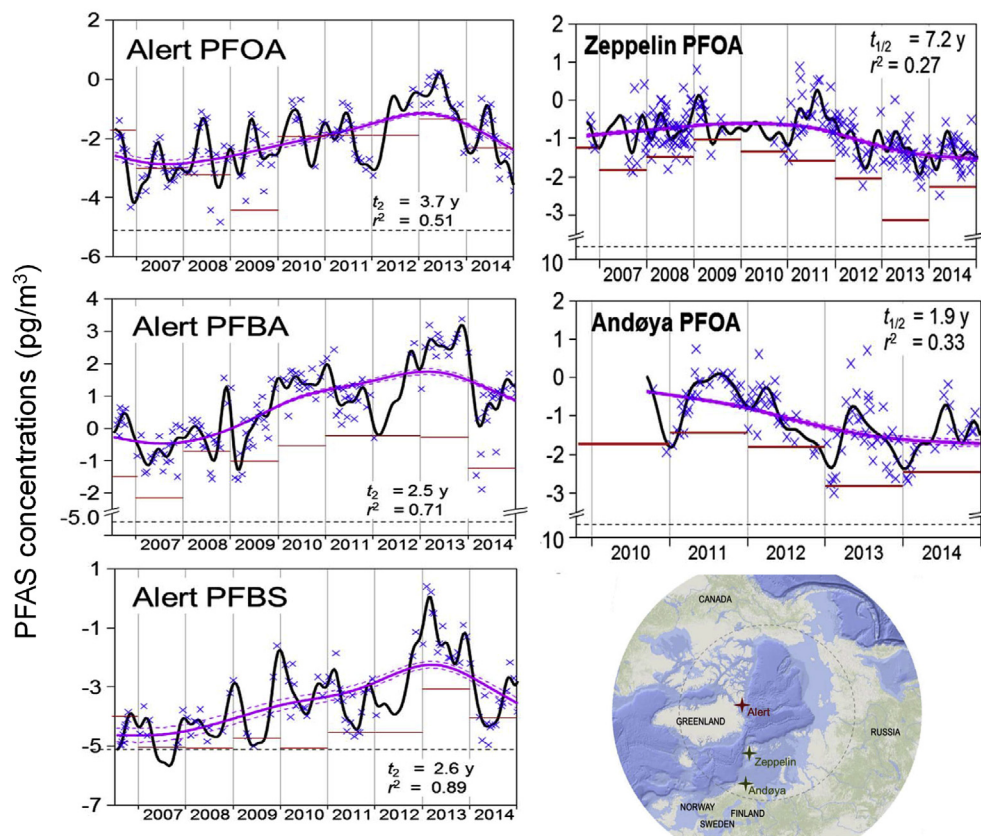 PFAS concentrations (pg/m³)
Alert PFOA
2
0
-2
-4
-6
t₂ = 3.7 y
r² = 0.51
2007 2008 2009 2010 2011 2012 2013 2014
Zeppelin PFOA
t₁/₂ = 7.2 y
r² = 0.27
2
1
0
-1
-2
-3
10
2007 2008 2009 2010 2011 2012 2013 2014
Alert PFBA
4
3
2
1
0
-1
-2
-5.0
t₂ = 2.5 y
r² = 0.71
2007 2008 2009 2010 2011 2012 2013 2014
Andøya PFOA
t₁/₂ = 1.9 y
r² = 0.33
2
1
0
-1
-2
-3
10
2010 2011 2012 2013 2014
Alert PFBS
1
-1
-3
-5
-7
t₂ = 2.6 y
r² = 0.89
2007 2008 2009 2010 2011 2012 2013 2014
CANADA
Alert
GREENLAND
RUSSIA
Zeppelin
Andøya
NORWAY
FINLAND
SWEDEN